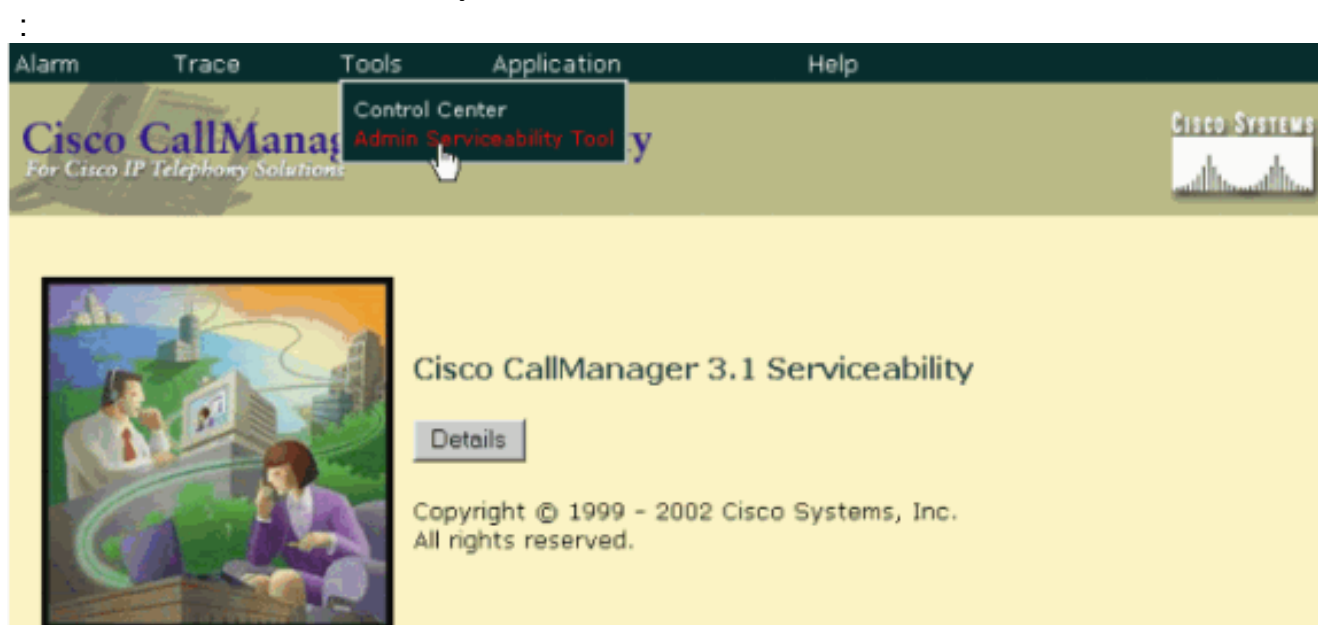 :
Alarm Trace Tools Application Help
Control Center
Admin Serviceability Tool
Cisco CallManag y
For Cisco IP Telephony Solutions
CISCO SYSTEMS
Cisco CallManager 3.1 Serviceability
Details
Copyright © 1999 - 2002 Cisco Systems, Inc.
All rights reserved.